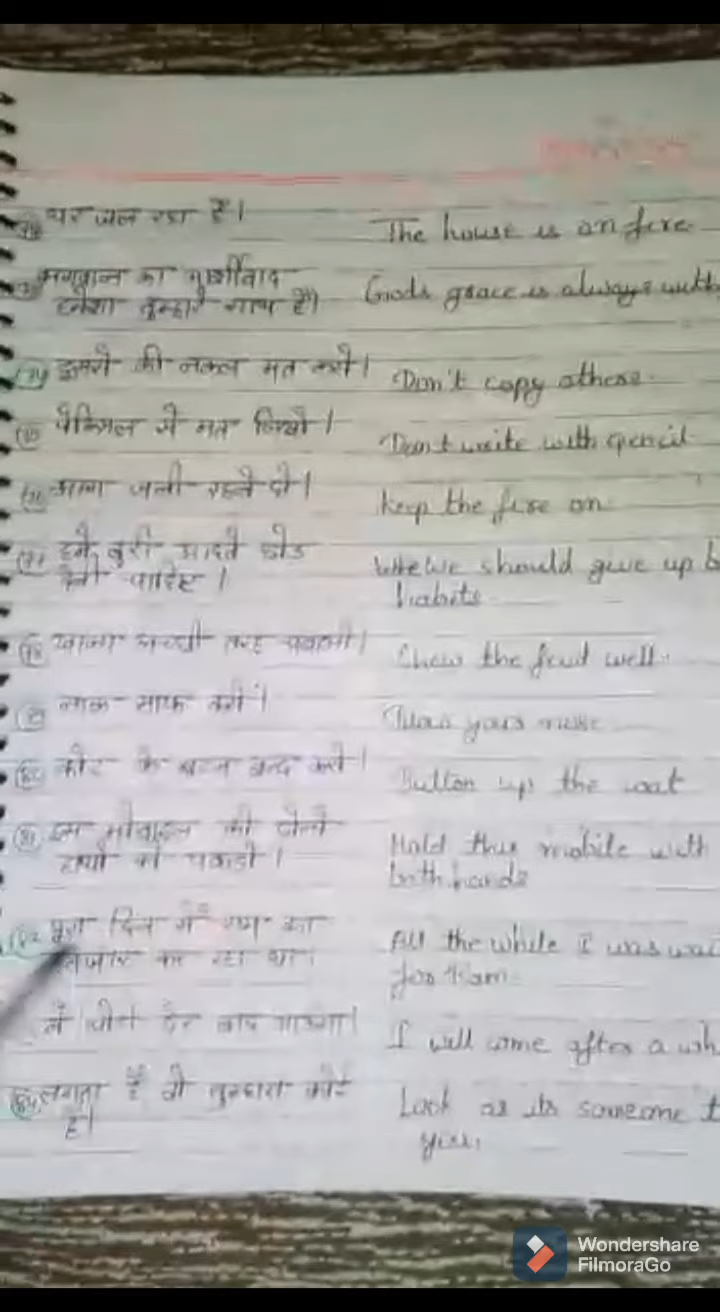 घर जल रहा है। The house is on fire
भगवान का आर्शीवाद
हमेशा तुम्हारे साथ है। Gods grace is always with
दुसरो की नकल मत करो। Don't copy others.
पेन्सिल से मत लिखो। Don't write with pencil
आग जली रहने दो। Keep the fire on
हमे बुरी आदते छोड We should give up
देनी चाहिए। habits
खाना अच्छी तरह चबाओ। Chew the food well.
नाक साफ करो। your nose
कोट के बटन बन्द करो। Button up the coat
इस मोबाइल को दोनो Hold this mobile with
हाथो से पकडो। both hands
पूरा दिन मैं राम का All the while I was
इंतजार कर रहा था। for Ram.
मैं थोडी देर बाद आऊंगा। I will come after a
लगता है वो तुम्हारा कोई Look as its someone
है। you.
Wondershare
FilmoraGo